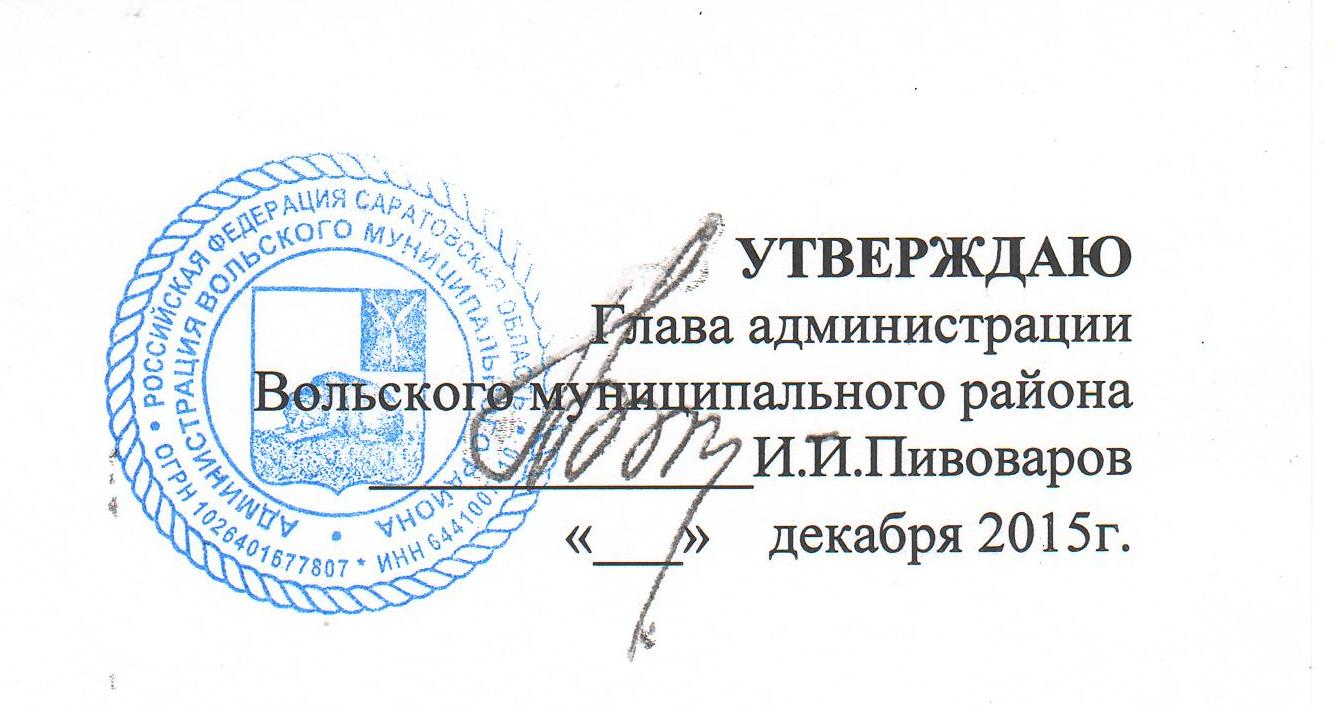 УТВЕРЖДАЮ
Глава администрации
Вольского муниципального района
______________И.И.Пивоваров
«___» декабря 2015г.
• РОССИЙСКАЯ ФЕДЕРАЦИЯ САРАТОВСКАЯ ОБЛАСТЬ •
ОГРН 1026401677807 * ИНН
АДМИНИСТРАЦИЯ ВОЛЬСКОГО МУНИЦИПАЛЬНОГО РАЙОНА •